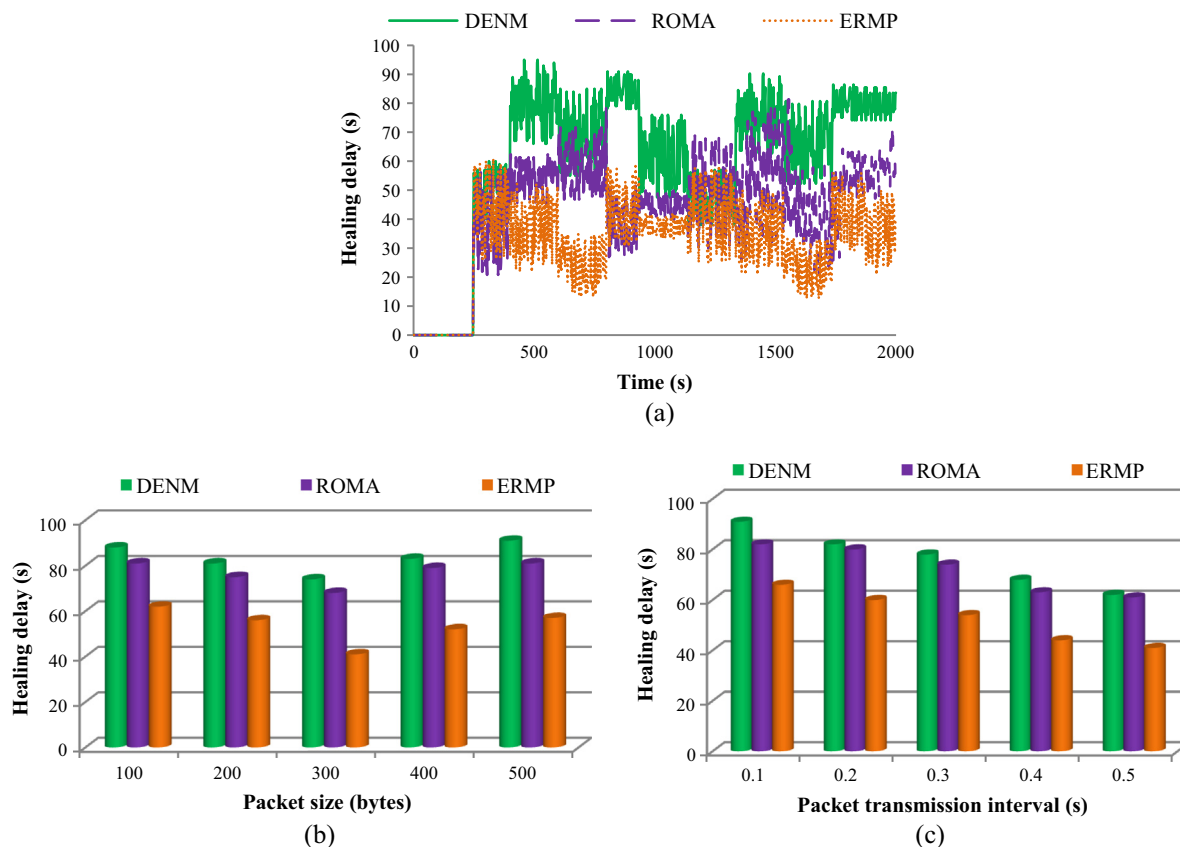 DENM ROMA ERMP
100
90
80
70
60
50
40
30
20
10
0
Healing delay (s)
0 500 1000 1500 2000
Time (s)
(a)
DENM ROMA ERMP
100
80
60
40
20
0
Healing delay (s)
100 200 300 400 500
Packet size (bytes)
(b)
DENM ROMA ERMP
100
80
60
40
20
0
Healing delay (s)
0.1 0.2 0.3 0.4 0.5
Packet transmission interval (s)
(c)